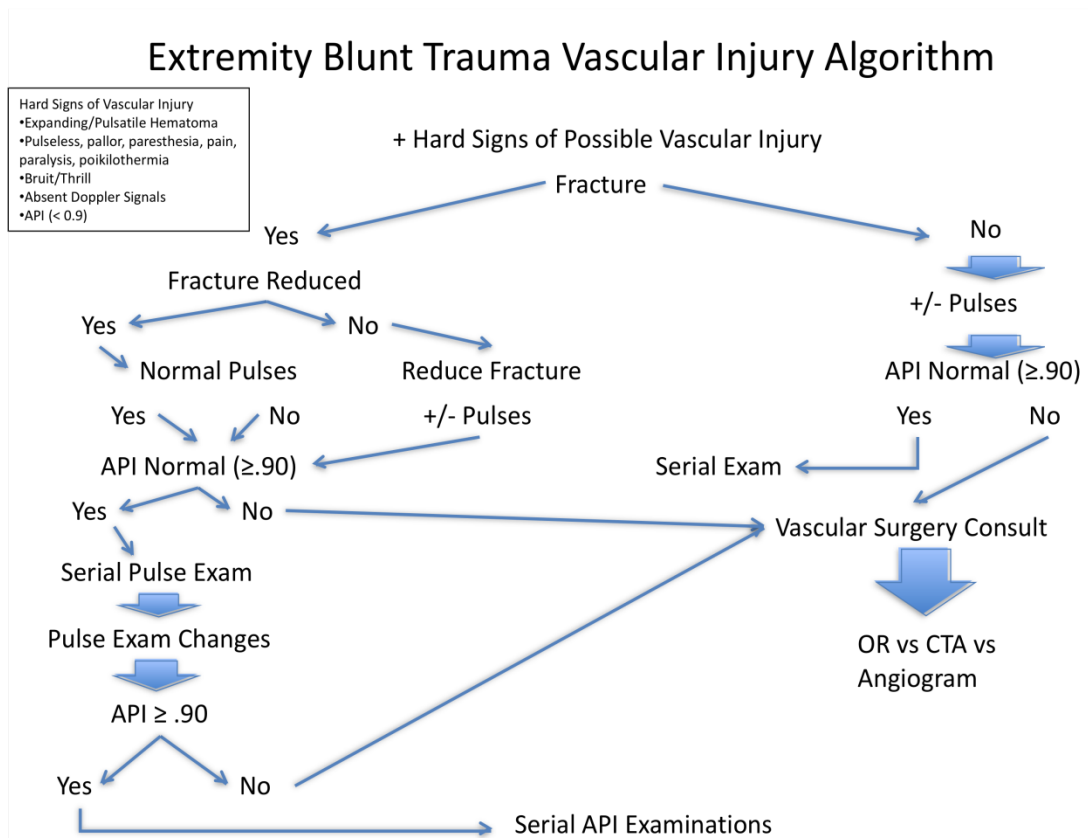 Extremity Blunt Trauma Vascular Injury Algorithm
Hard Signs of Vascular Injury
•Expanding/Pulsatile Hematoma
•Pulseless, pallor, paresthesia, pain,
paralysis, poikilothermia
•Bruit/Thrill
•Absent Doppler Signals
•API (< 0.9)
+ Hard Signs of Possible Vascular Injury
Fracture
Yes
No
Fracture Reduced
+/- Pulses
Yes
No
Normal Pulses
Reduce Fracture
API Normal (≥.90)
Yes
No
+/- Pulses
Yes
No
API Normal (≥.90)
Serial Exam
Yes
No
Vascular Surgery Consult
Serial Pulse Exam
Pulse Exam Changes
OR vs CTA vs
Angiogram
API ≥ .90
Yes
No
Serial API Examinations